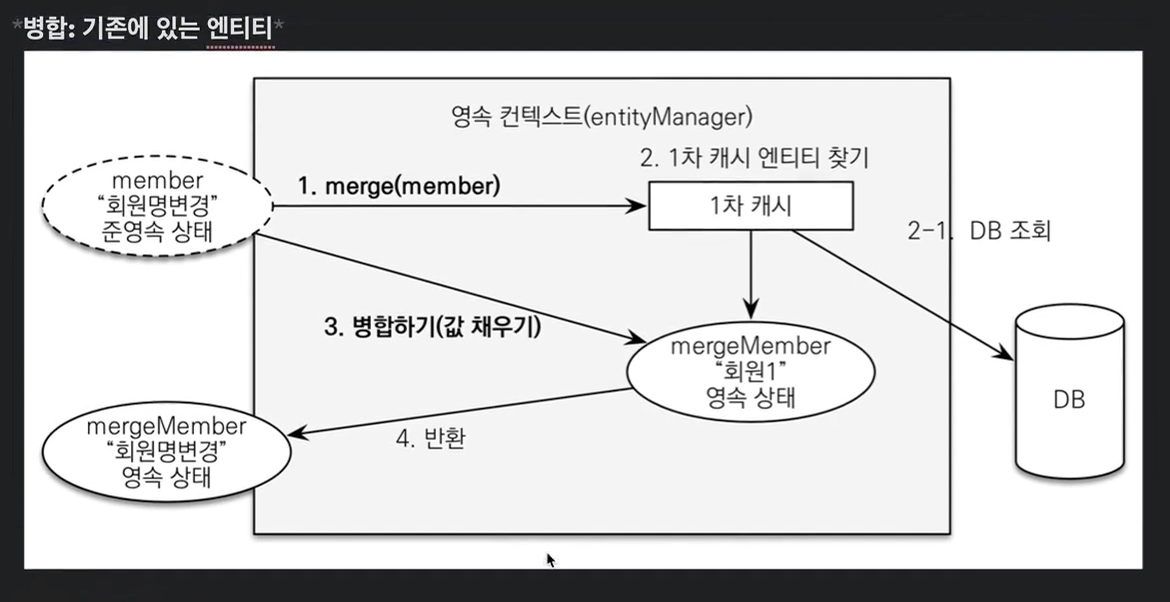 *병합: 기존에 있는 엔티티*
영속 컨텍스트(entityManager)
2. 1차 캐시 엔티티 찾기
member
“회원명변경”
준영속 상태
1. merge(member)
1차 캐시
2-1. DB 조회
3. 병합하기(값 채우기)
mergeMember
“회원1”
영속 상태
DB
mergeMember
“회원명변경”
영속 상태
4. 반환